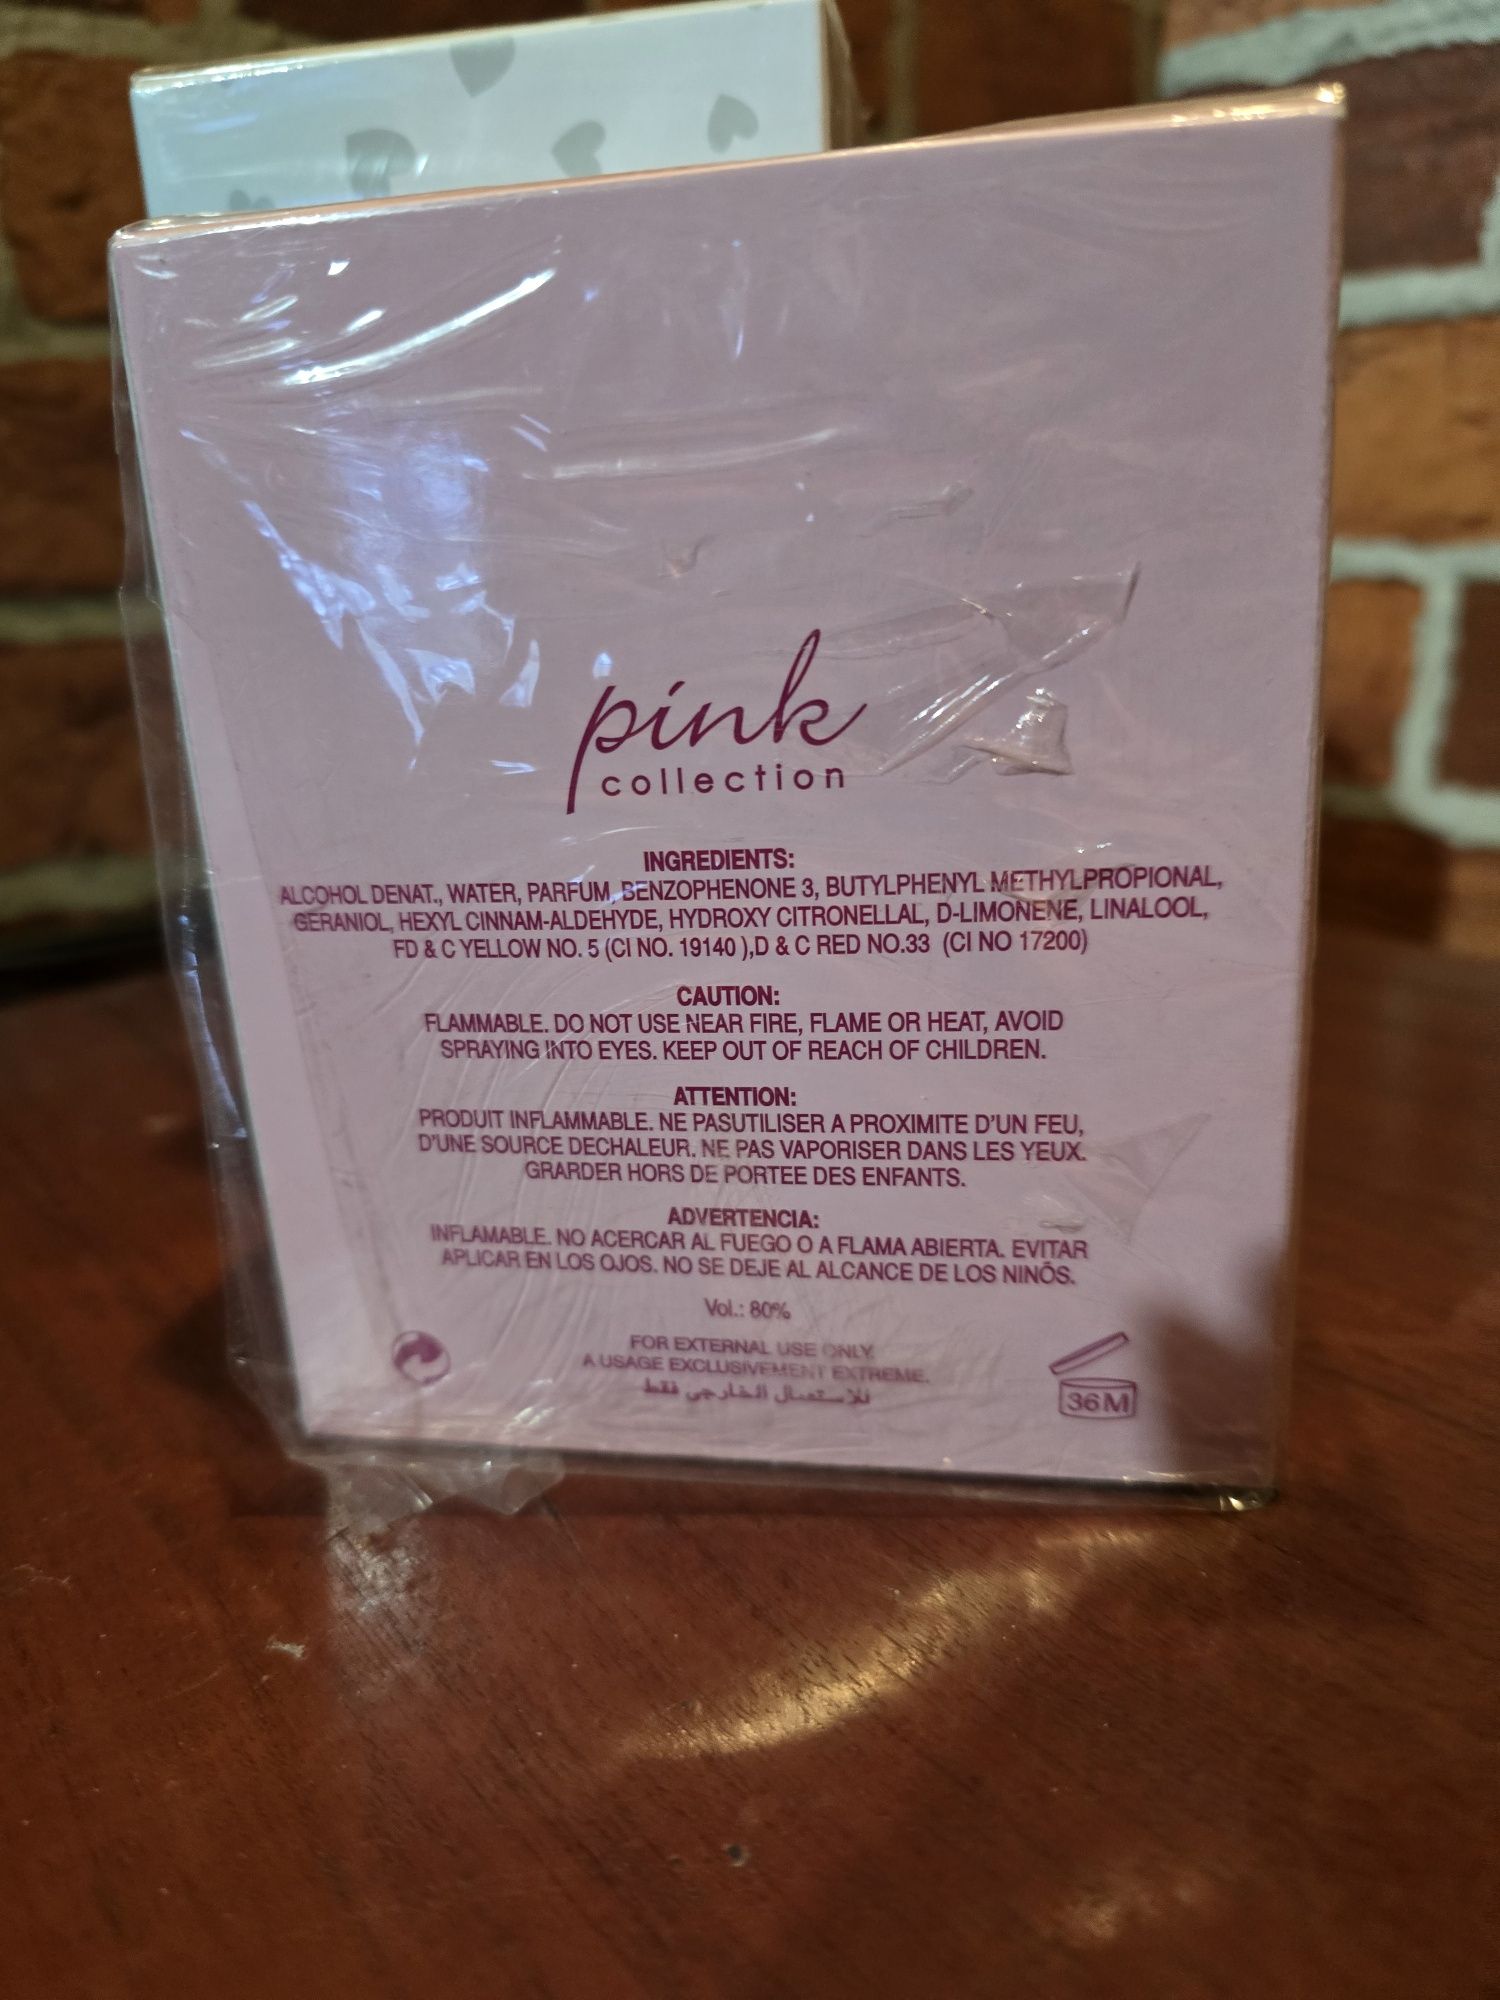 pink
collection
INGREDIENTS:
ALCOHOL DENAT., WATER, PARFUM, BENZOPHENONE 3, BUTYLPHENYL METHYLPROPIONAL,
GERANIOL, HEXYL CINNAM-ALDEHYDE, HYDROXY CITRONELLAL, D-LIMONENE, LINALOOL,
FD & C YELLOW NO. 5 (CI NO. 19140 ),D & C RED NO.33 (CI NO 17200)
CAUTION:
FLAMMABLE. DO NOT USE NEAR FIRE, FLAME OR HEAT, AVOID
SPRAYING INTO EYES. KEEP OUT OF REACH OF CHILDREN.
ATTENTION:
PRODUIT INFLAMMABLE. NE PASUTILISER A PROXIMITE D'UN FEU,
D'UNE SOURCE DECHALEUR. NE PAS VAPORISER DANS LES YEUX.
GRARDER HORS DE PORTEE DES ENFANTS.
ADVERTENCIA:
INFLAMABLE. NO ACERCAR AL FUEGO O A FLAMA ABIERTA. EVITAR
APLICAR EN LOS OJOS. NO SE DEJE AL ALCANCE DE LOS NINŌS.
Vol.: 80%
FOR EXTERNAL USE ONLY.
A USAGE EXCLUSIVEMENT EXTREME.
للاستعمال الخارجي فقط
36M